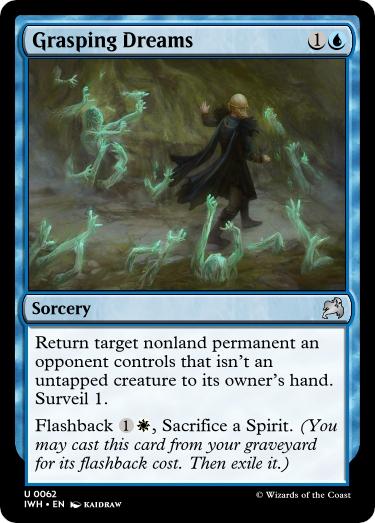 Grasping Dreams 1
Sorcery
Return target nonland permanent an
opponent controls that isn't an
untapped creature to its owner's hand.
Surveil 1.
Flashback 1, Sacrifice a Spirit. (You
may cast this card from your graveyard
for its flashback cost. Then exile it.)
U 0062
IWH • EN KAIDRAW
© Wizards of the Coast